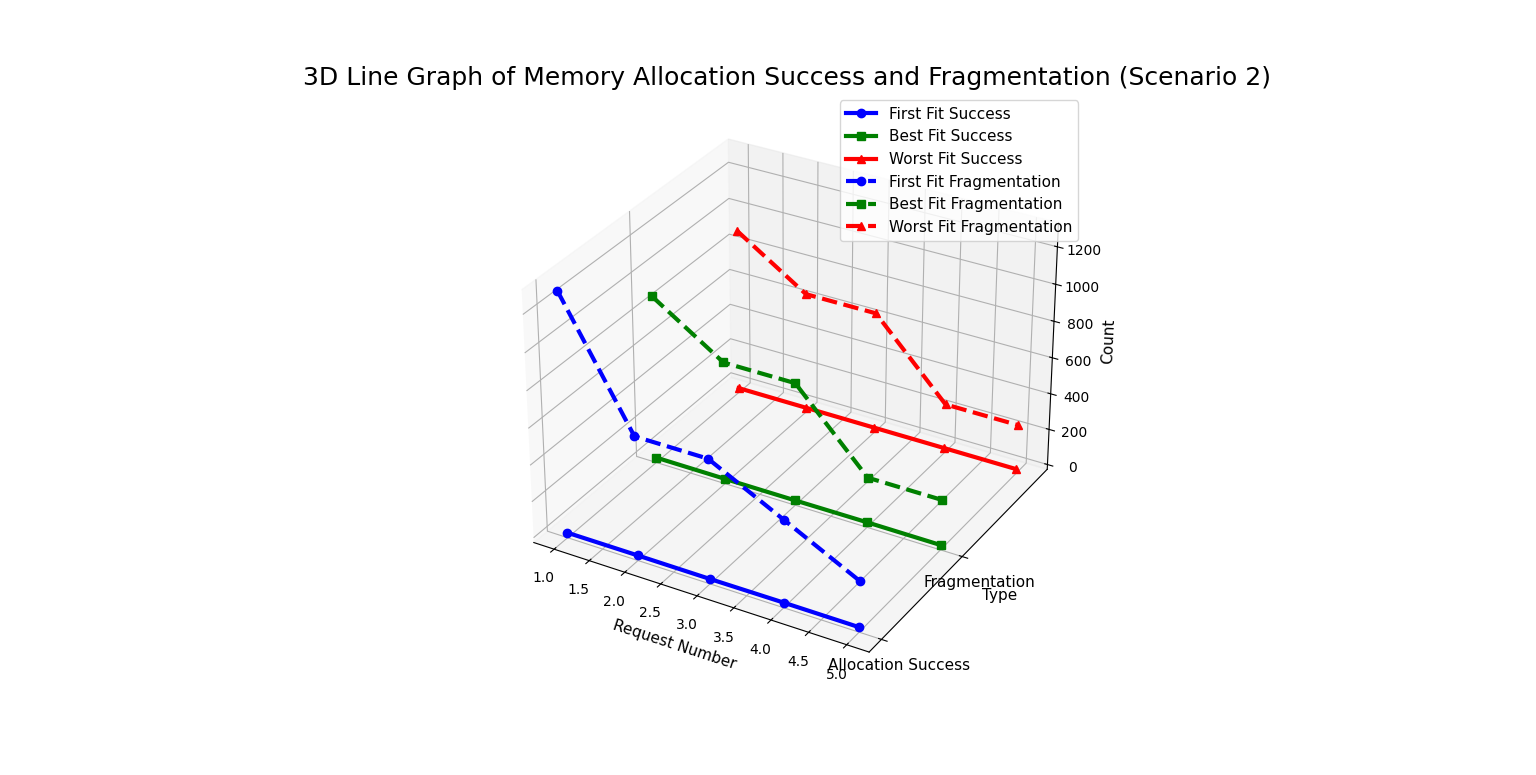 3D Line Graph of Memory Allocation Success and Fragmentation (Scenario 2)
First Fit Success
Best Fit Success
Worst Fit Success
First Fit Fragmentation
Best Fit Fragmentation
Worst Fit Fragmentation
1200
1000
800
600
400
200
0
Count
Fragmentation
Type
Allocation Success
1.0
1.5
2.0
2.5
3.0
3.5
4.0
4.5
5.0
Request Number